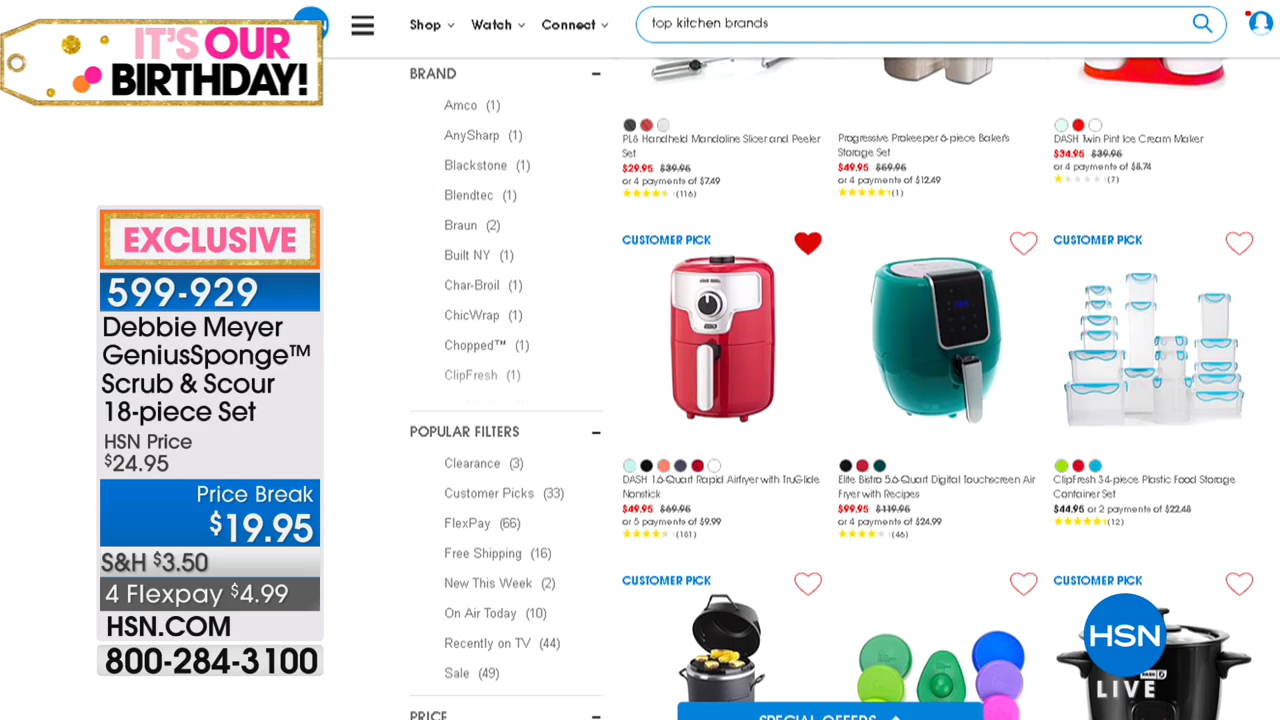 IT'S OUR
BIRTHDAY!
Shop
Watch
Connect
top kitchen brands
EXCLUSIVE
599-929
Debbie Meyer
GeniusSponge™
Scrub & Scour
18-piece Set
HSN Price
$24.95
Price Break
$19.95
S&H $3.50
4 Flexpay $4.99
HSN.COM
800-284-3100
BRAND
Amco (1)
AnySharp (1)
Blackstone (1)
Blendtec (1)
Braun (2)
Built NY (1)
Char-Broil (1)
ChicWrap (1)
Chopped™ (1)
ClipFresh (1)
POPULAR FILTERS
Clearance (3)
Customer Picks (33)
FlexPay (66)
Free Shipping (16)
New This Week (2)
On Air Today (10)
Recently on TV (44)
Sale (49)
PRICE
PL8 Handheld Mandoline Slicer and Peeler
Set
$29.95 $39.95
or 4 payments of $7.49
(116)
Progressive Prokeeper 6-piece Baker's
Storage Set
$49.95 $69.95
or 4 payments of $12.49
(1)
DASH Twin Pint Ice Cream Maker
$34.95 $39.95
or 4 payments of $8.74
(7)
CUSTOMER PICK
DASH 1.6-Quart Rapid Airfryer with TruGlide
Nonstick
$49.95 $69.95
or 5 payments of $9.99
(181)
Elite Bistro 5.6-Quart Digital Touchscreen Air
Fryer with Recipes
$99.95 $119.95
or 4 payments of $24.99
(46)
CUSTOMER PICK
ClipFresh 34-piece Plastic Food Storage
Container Set
$44.95 or 2 payments of $22.48
(12)
CUSTOMER PICK
CUSTOMER PICK
DASH
SPECIAL OFFERS
HSN
LIVE